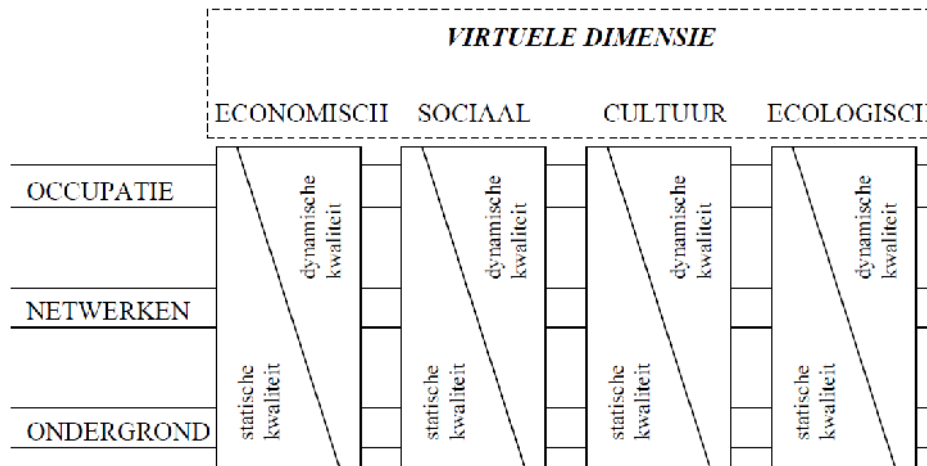 VIRTUELE DIMENSIE
ECONOMISCH SOCIAAL CULTUUR ECOLOGISCH
OCCUPATIE
dynamische
kwaliteit
dynamische
kwaliteit
dynamische
kwaliteit
dynamische
kwaliteit
NETWERKEN
statische
kwaliteit
statische
kwaliteit
statische
kwaliteit
statische
kwaliteit
ONDERGROND